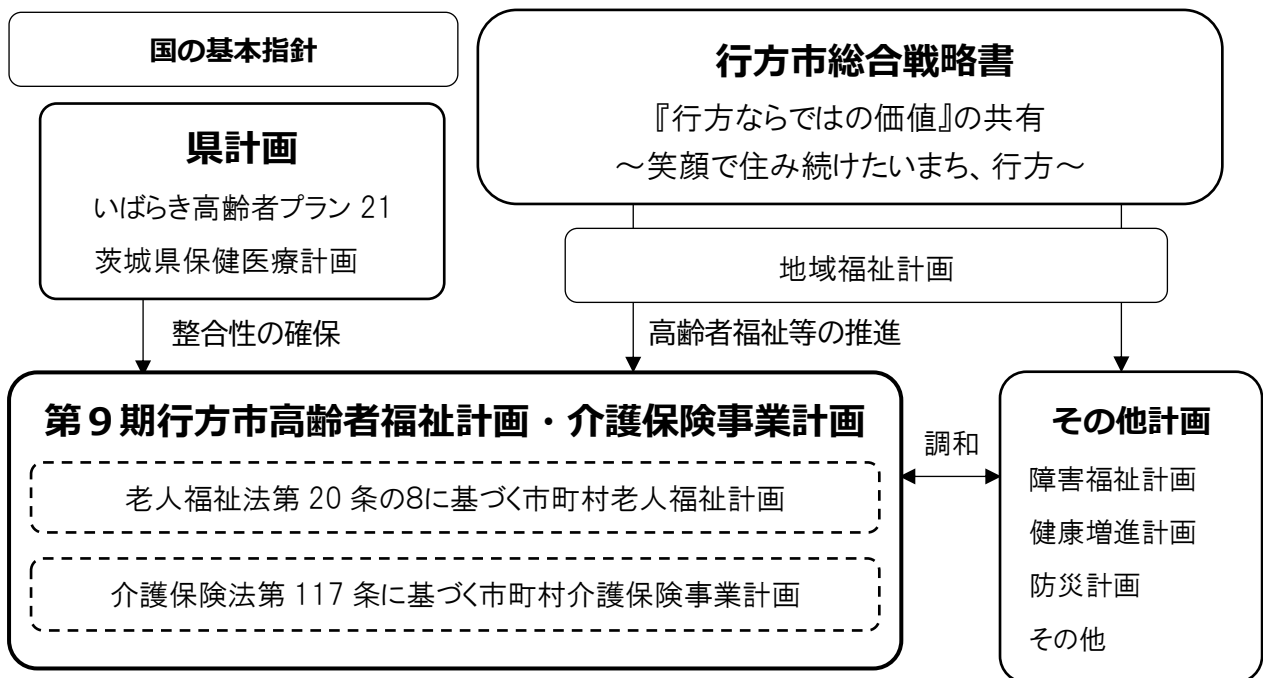 国の基本指針
県計画
いばらき高齢者プラン 21
茨城県保健医療計画
行方市総合戦略書
『行方ならではの価値』の共有
～笑顔で住み続けたいまち、行方～
地域福祉計画
整合性の確保
高齢者福祉等の推進
第9期行方市高齢者福祉計画・介護保険事業計画
老人福祉法第 20 条の8に基づく市町村老人福祉計画
介護保険法第 117 条に基づく市町村介護保険事業計画
調和
その他計画
障害福祉計画
健康増進計画
防災計画
その他